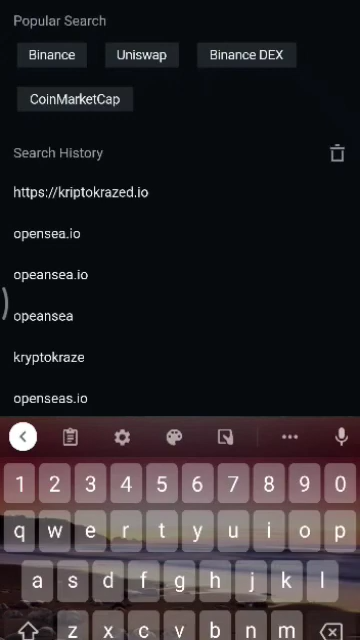 Popular Search
Binance Uniswap Binance DEX
CoinMarketCap
Search History
https://kriptokrazed.io
opensea.io
opeansea.io
opeansea
kryptokraze
openseas.io
1 2 3 4 5 6 7 8 9 0
q w e r t y u i o p
a s d f g h j k l
z x c v b n m